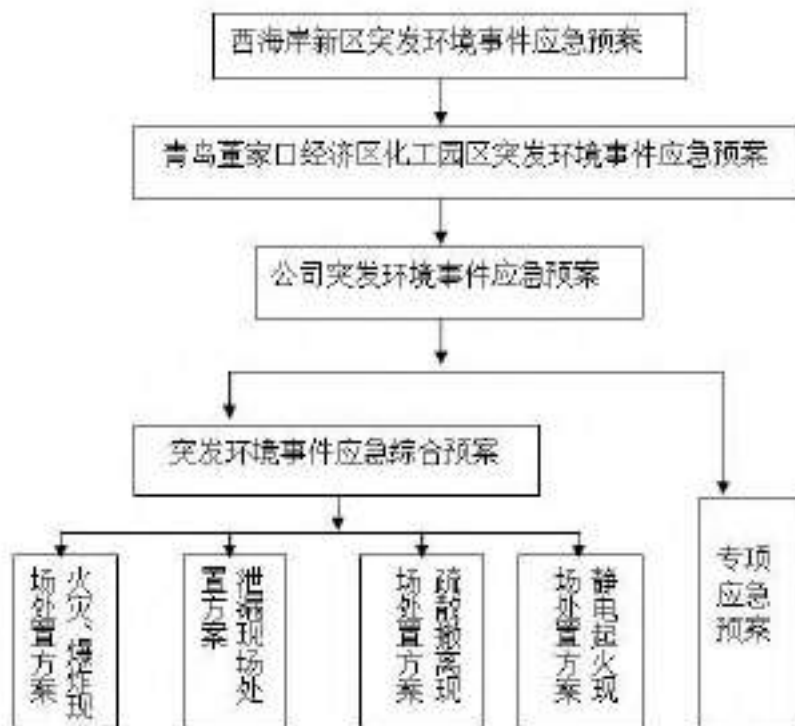 西海岸新区突发环境事件应急预案
青岛董家口经济区化工园区突发环境事件应急预案
公司突发环境事件应急预案
突发环境事件应急综合预案
火灾、爆炸现
场处置方案
泄漏现场处
置方案
疏散撤离现
场处置方案
静电起火现
场处置方案
专项
应急
预案